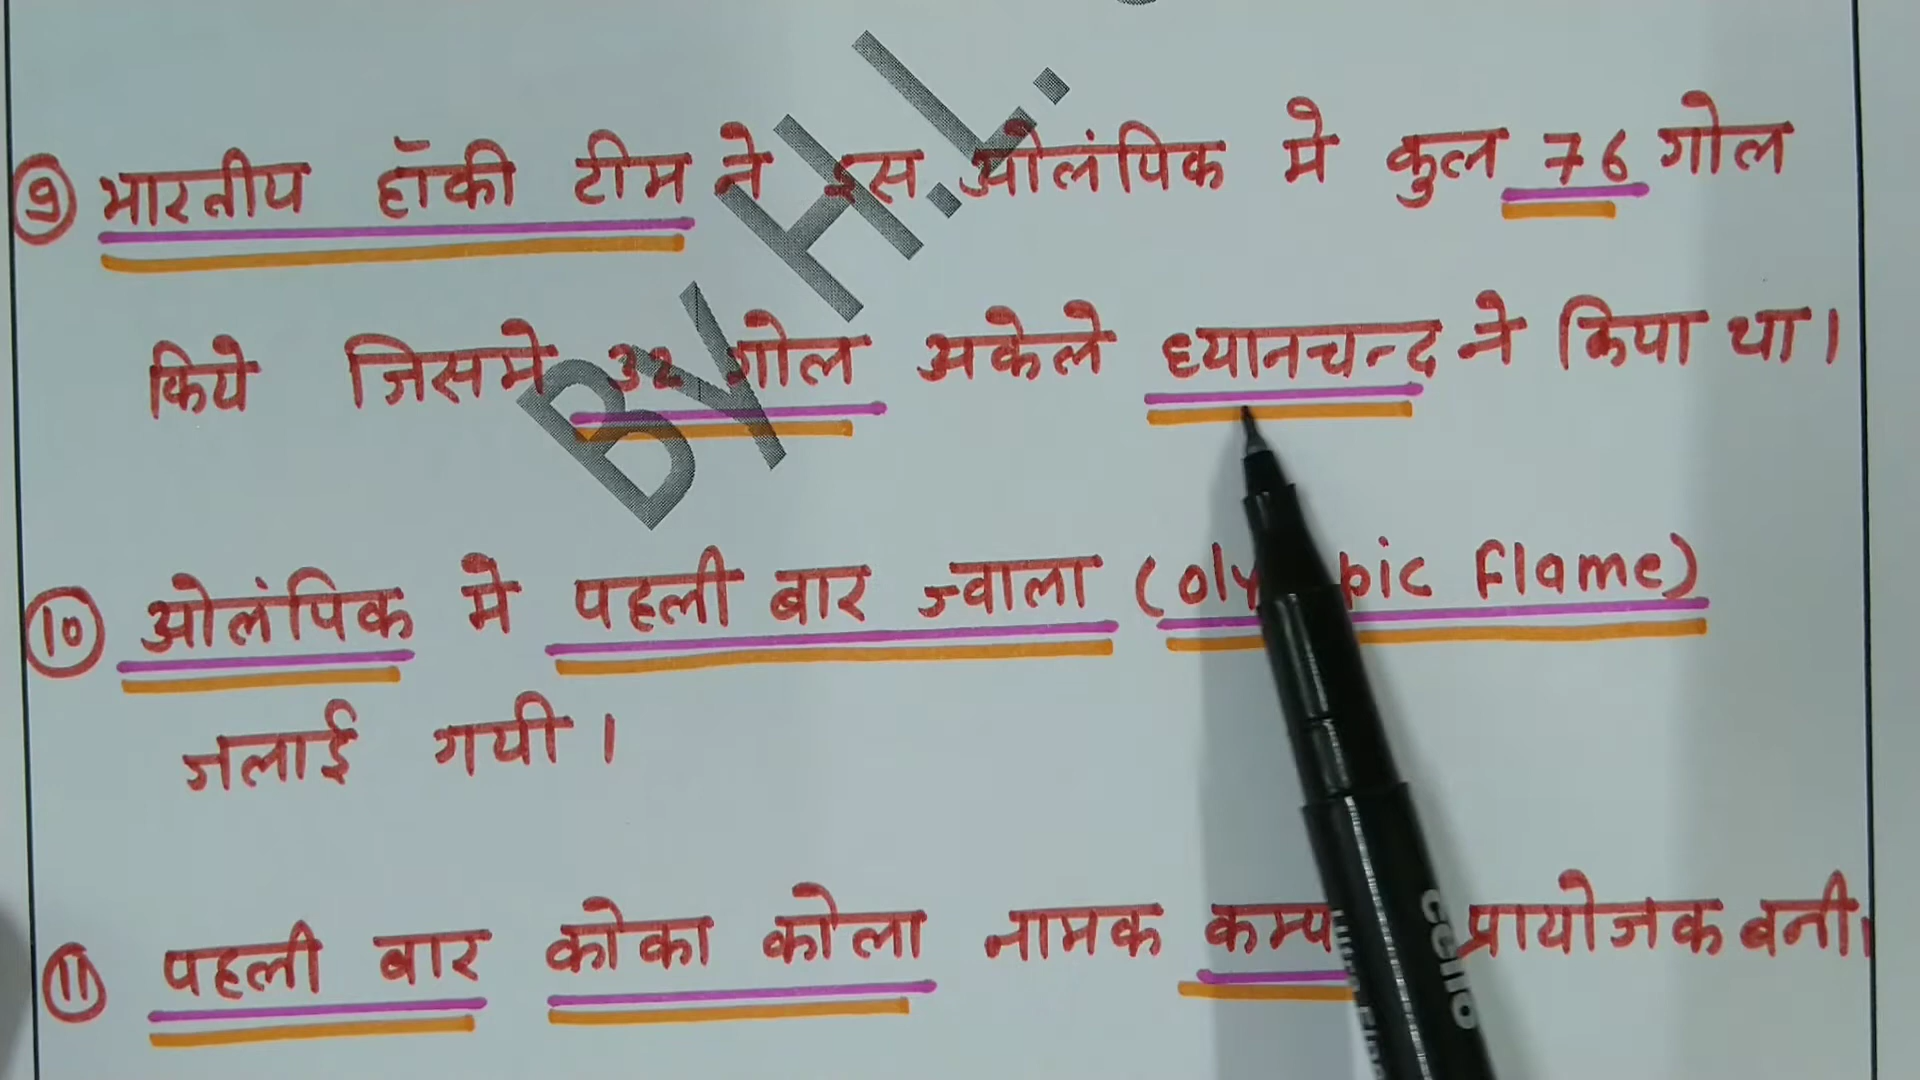 9 भारतीय हॉकी टीम ने इस ओलंपिक मे कुल 76 गोल
किये जिसमे 32 गोल अकेले ध्यानचन्द ने किया था।
10 ओलंपिक मे पहली बार ज्वाला (Olympic Flame)
जलाई गयी।
11 पहली बार कोका कोला नामक कम्प प्रायोजक बनी।
By H.L.
cello